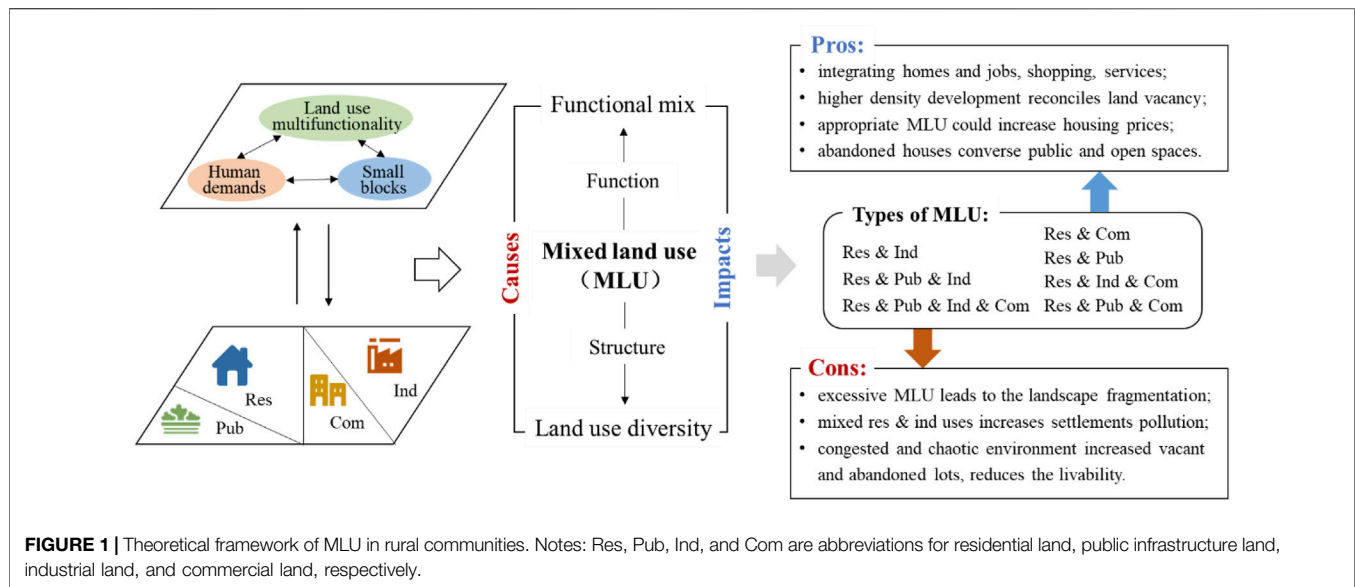 Land use
multifunctionality
Human
demands
Small
blocks
Res
Pub
Com
Ind
Causes
Functional mix
Function
Mixed land use
（MLU）
Structure
Land use diversity
Impacts
Pros:
• integrating homes and jobs, shopping, services;
• higher density development reconciles land vacancy;
• appropriate MLU could increase housing prices;
• abandoned houses converse public and open spaces.
Types of MLU:
Res & Ind
Res & Pub & Ind
Res & Pub & Ind & Com
Res & Com
Res & Pub
Res & Ind & Com
Res & Pub & Com
Cons:
• excessive MLU leads to the landscape fragmentation;
• mixed res & ind uses increases settlements pollution;
• congested and chaotic environment increased vacant
and abandoned lots, reduces the livability.
FIGURE 1 | Theoretical framework of MLU in rural communities. Notes: Res, Pub, Ind, and Com are abbreviations for residential land, public infrastructure land,
industrial land, and commercial land, respectively.